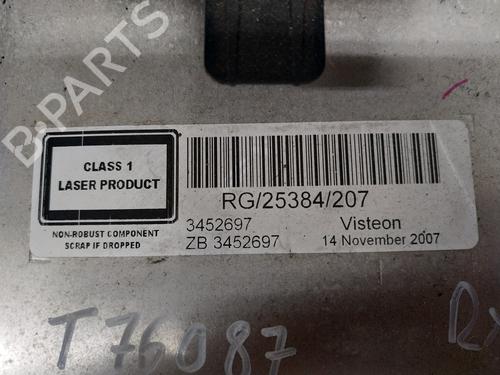 B-PARTS
CLASS 1
LASER PRODUCT
NON-ROBUST COMPONENT
SCRAP IF DROPPED
RG/25384/207
3452697
Visteon
ZB 3452697
14 November 2007
T 76087